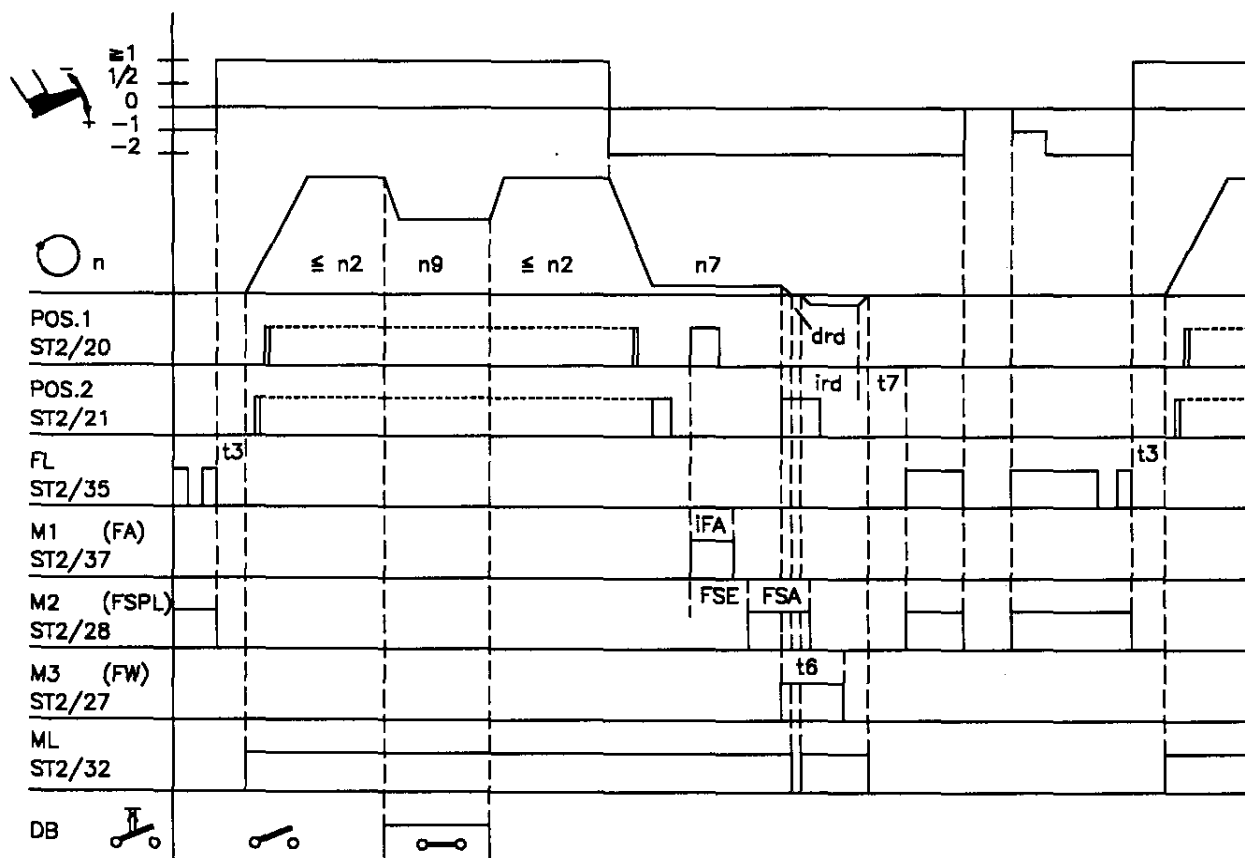 ≧1
1/2
0
-1
-2
- +
n
≦ n2 n9 ≦ n2 n7
POS.1
ST2/20
drd
POS.2
ST2/21
ird t7
FL
ST2/35
t3 t3
M1 (FA)
ST2/37
iFA
M2 (FSPL)
ST2/28
FSE FSA
M3 (FW)
ST2/27
t6
ML
ST2/32
DB